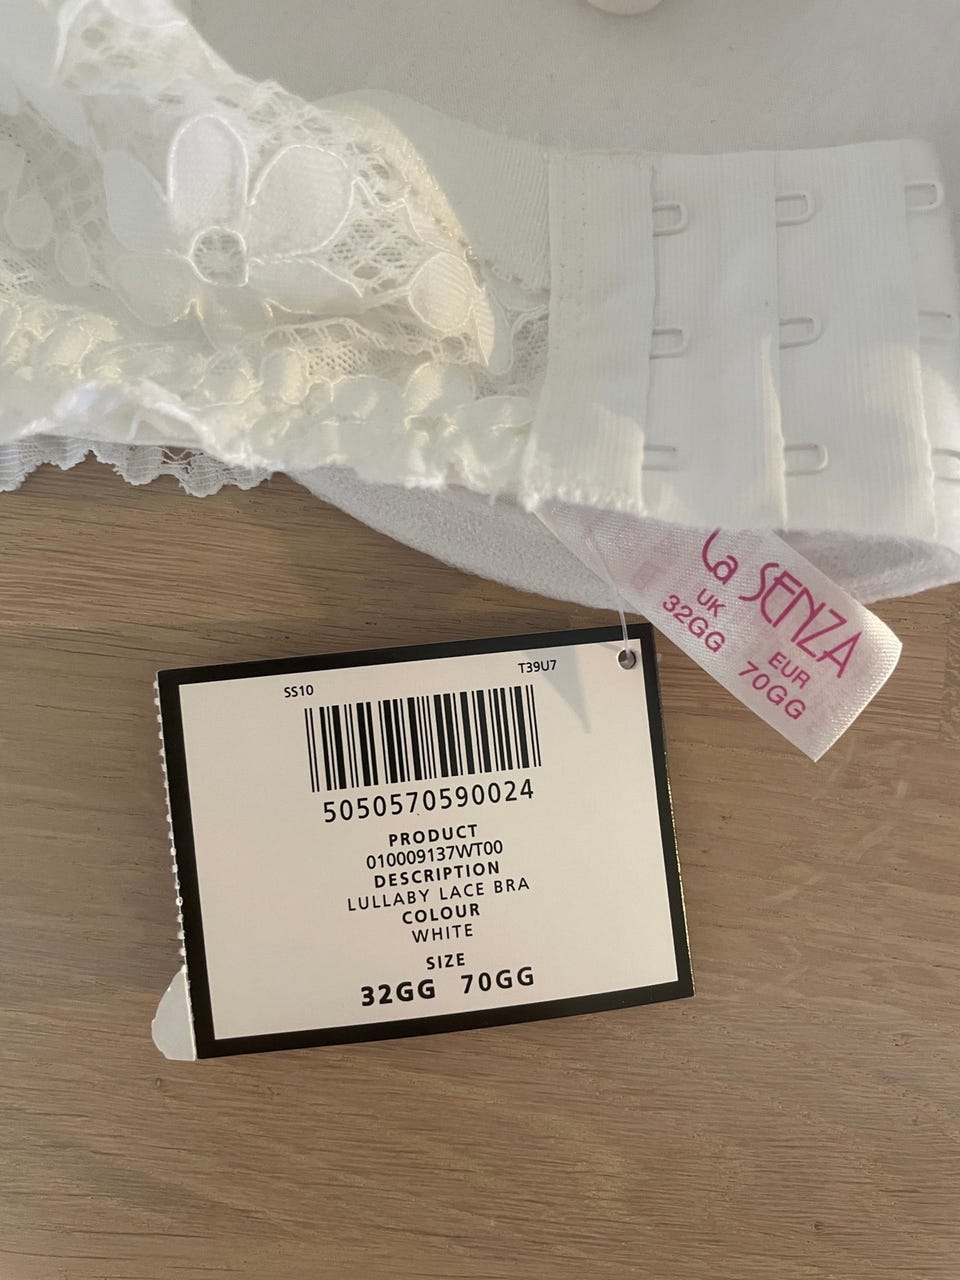 La SENZA
UK EUR
32GG 70GG
SS10 T39U7
5050570590024
PRODUCT
010009137WT00
DESCRIPTION
LULLABY LACE BRA
COLOUR
WHITE
SIZE
32GG 70GG